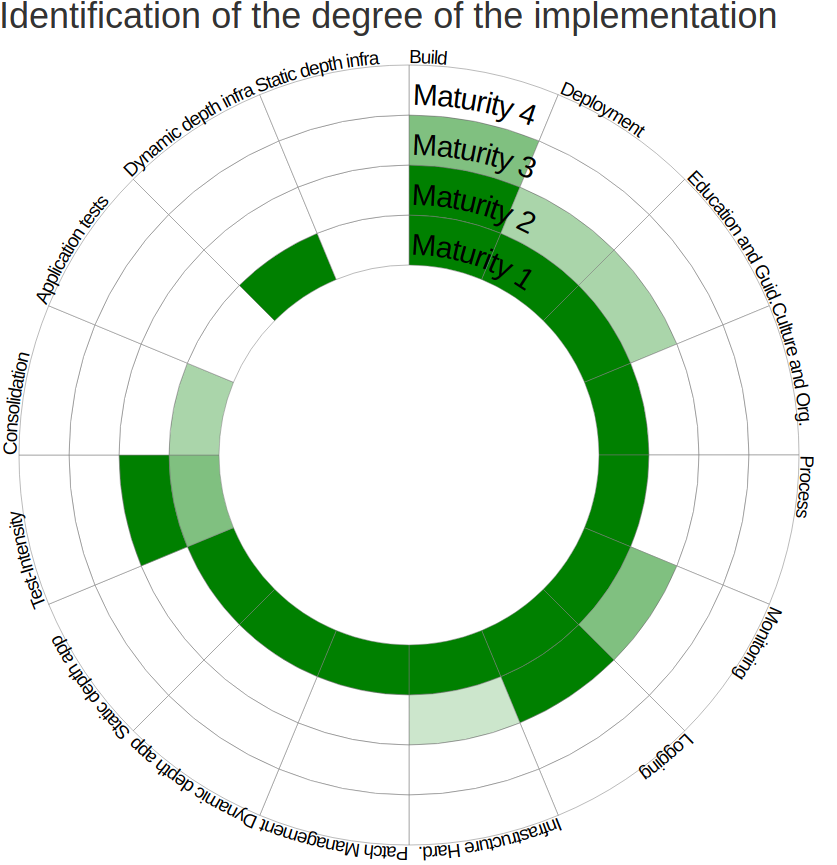 Identification of the degree of the implementation
Build
Deployment
Education and Guid.
Culture and Org.
Process
Monitoring
Logging
Infrastructure Hard.
Patch Management
Dynamic depth app
Static depth app
Test-Intensity
Consolidation
Application tests
Dynamic depth infra
Static depth infra
Maturity 4
Maturity 3
Maturity 2
Maturity 1